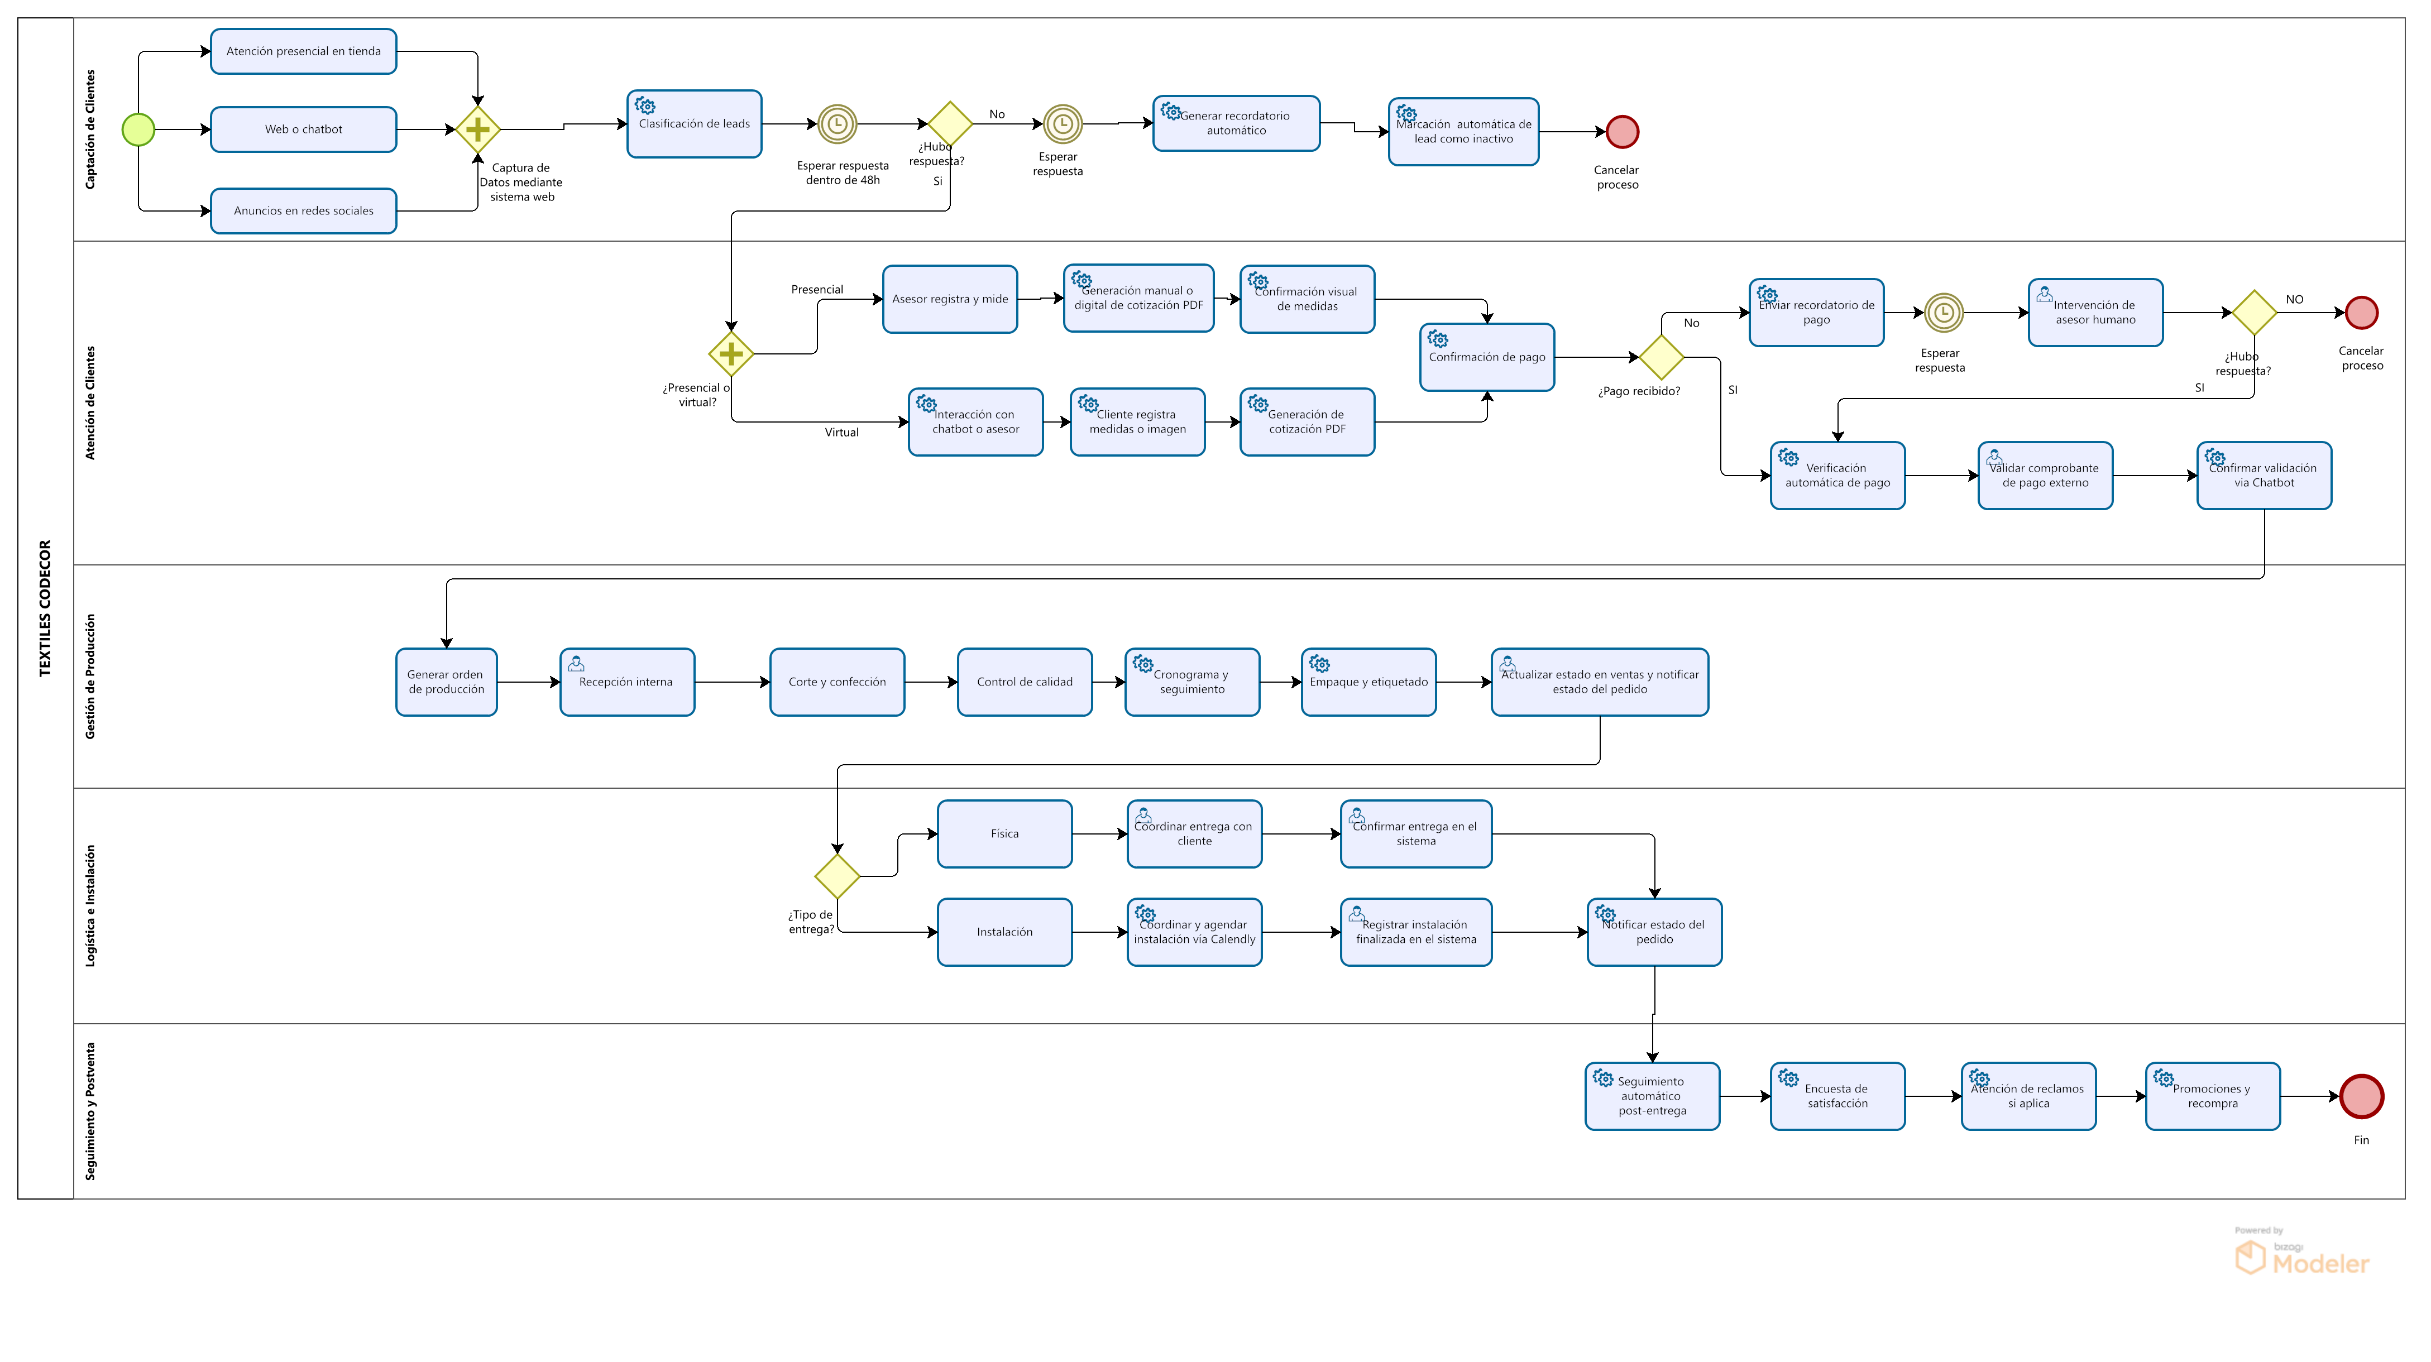 TEXTILES CODECOR
Captación de Clientes
Atención presencial en tienda
Web o chatbot
Anuncios en redes sociales
Captura de
Datos mediante
sistema web
Clasificación de leads
Esperar respuesta
dentro de 48h
¿Hubo
respuesta?
No
Si
Esperar
respuesta
Generar recordatorio
automático
Marcación  automática de
lead como inactivo
Cancelar
proceso
Atención de Clientes
¿Presencial o
virtual?
Presencial
Virtual
Asesor registra y mide
Generación manual o
digital de cotización PDF
Confirmación visual
de medidas
Interacción con
chatbot o asesor
Cliente registra
medidas o imagen
Generación de
cotización PDF
Confirmación de pago
¿Pago recibido?
No
SI
Enviar recordatorio de
pago
Esperar
respuesta
Intervención de
asesor humano
¿Hubo
respuesta?
NO
SI
Cancelar
proceso
Verificación
automática de pago
Validar comprobante
de pago externo
Confirmar validación
via Chatbot
Gestión de Producción
Generar orden
de producción
Recepción interna
Corte y confección
Control de calidad
Cronograma y
seguimiento
Empaque y etiquetado
Actualizar estado en ventas y notificar
estado del pedido
Logística e Instalación
¿Tipo de
entrega?
Física
Coordinar entrega con
cliente
Confirmar entrega en el
sistema
Instalación
Coordinar y agendar
instalación vía Calendly
Registrar instalación
finalizada en el sistema
Notificar estado del
pedido
Seguimiento y Postventa
Seguimiento
automático
post-entrega
Encuesta de
satisfacción
Atención de reclamos
si aplica
Promociones y
recompra
Fin
Powered by
bizagi
Modeler